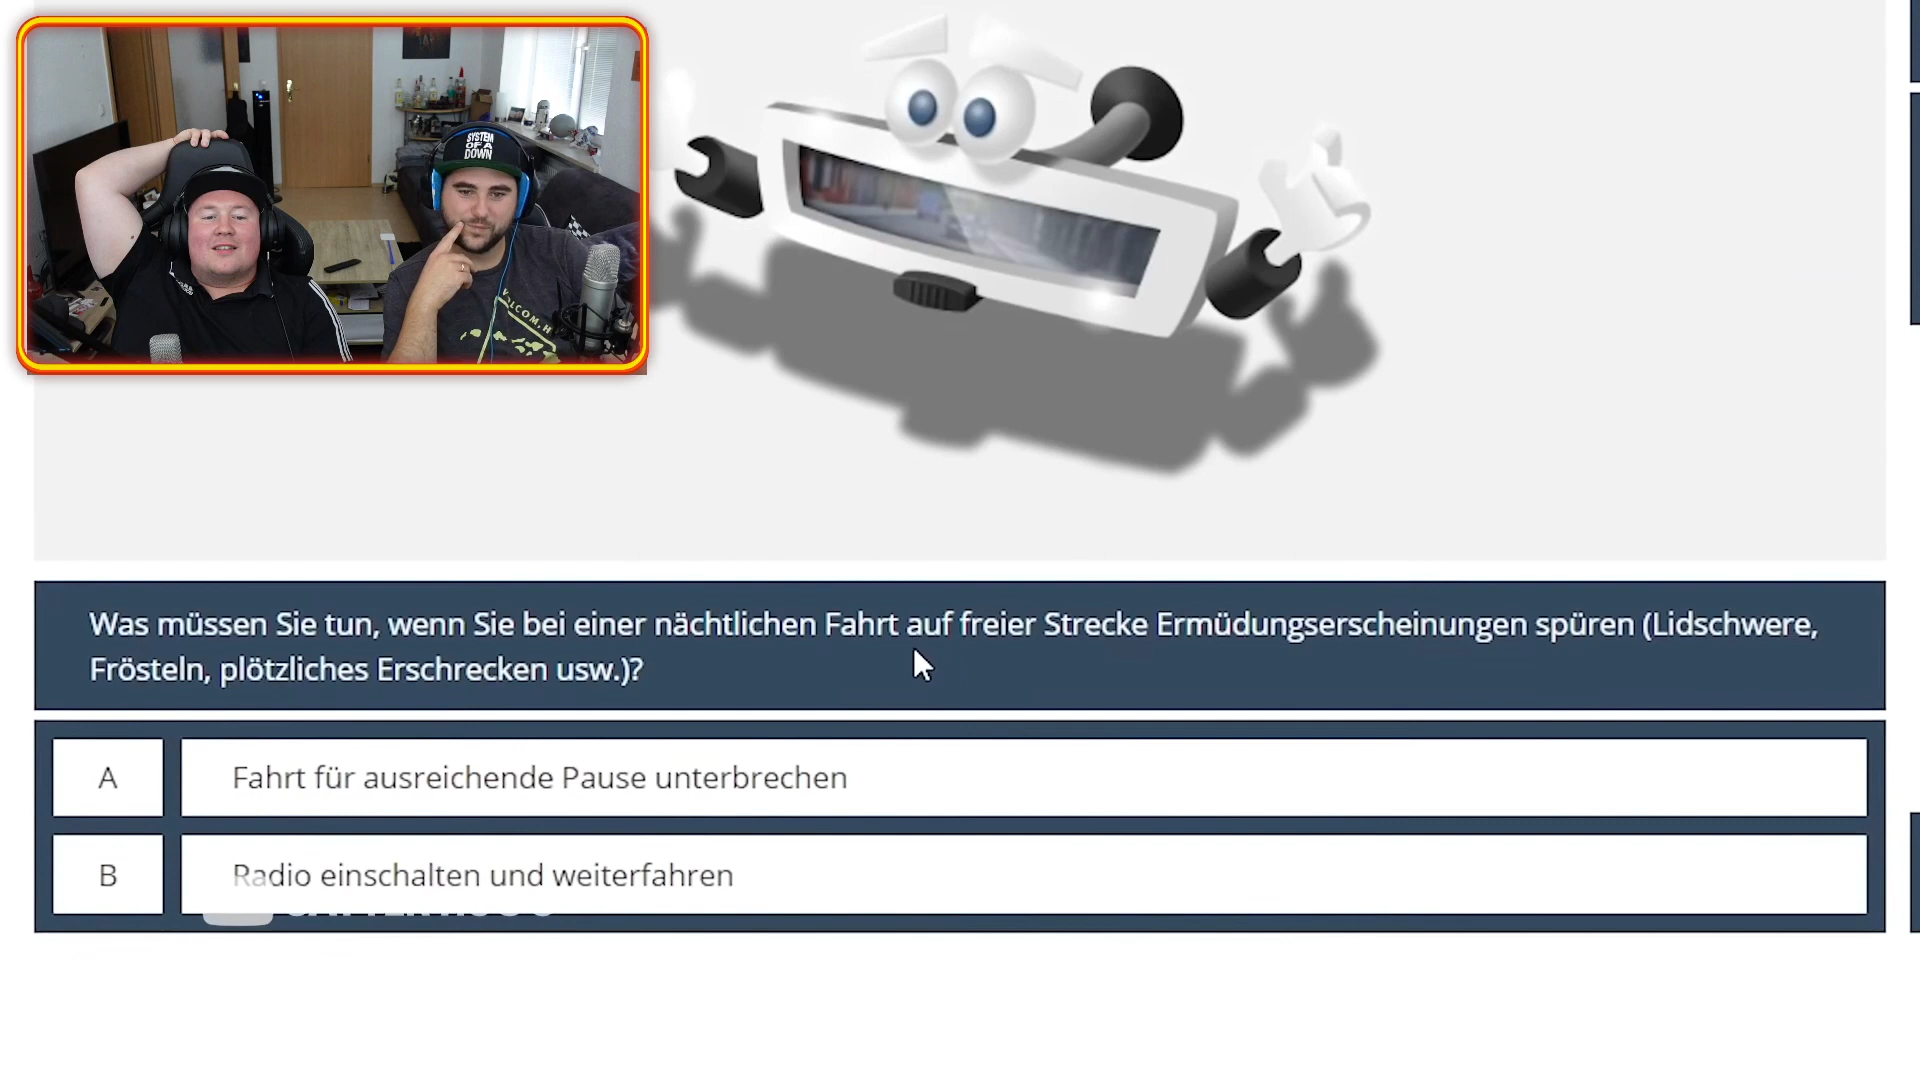 SYSTEM
OF A
DOWN
VOLCOM.H
Was müssen Sie tun, wenn Sie bei einer nächtlichen Fahrt auf freier Strecke Ermüdungserscheinungen spüren (Lidschwere,
Frösteln, plötzliches Erschrecken usw.)?
A Fahrt für ausreichende Pause unterbrechen
B Radio einschalten und weiterfahren